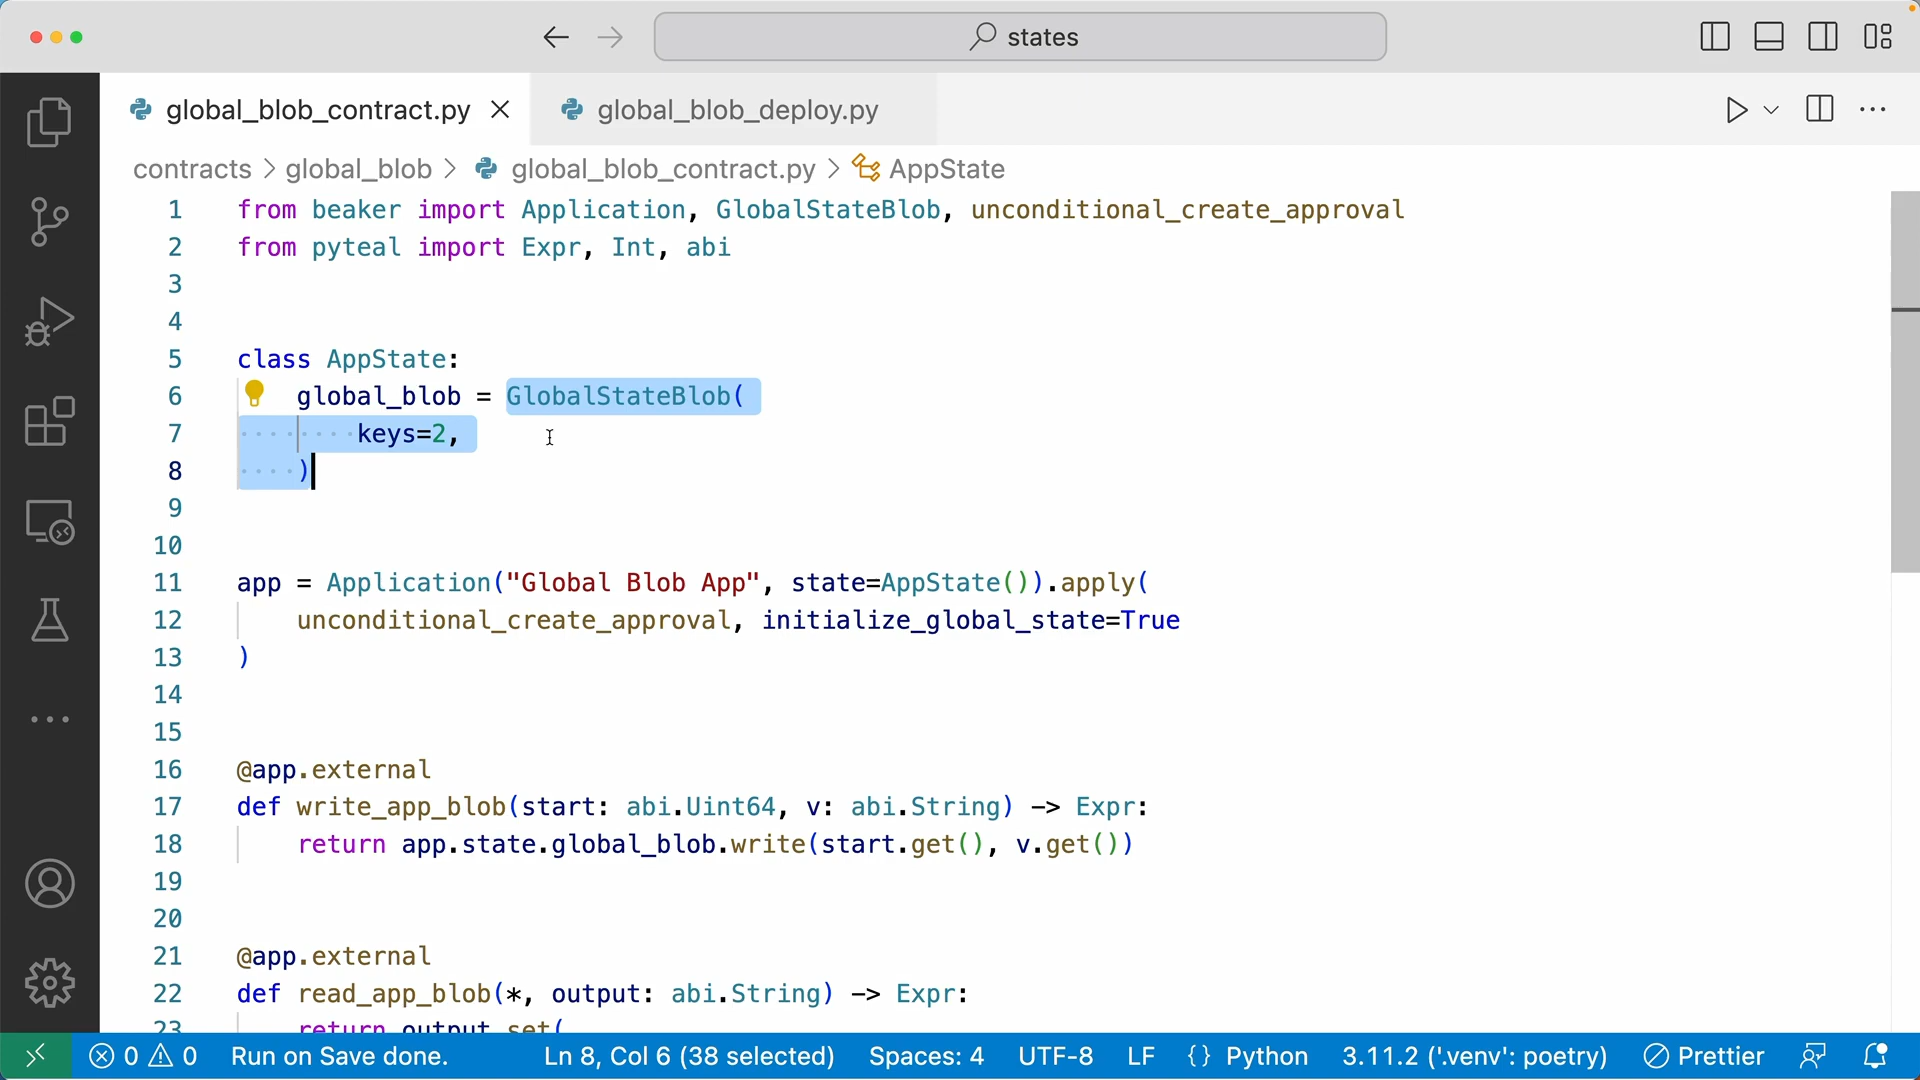 states
global_blob_contract.py
global_blob_deploy.py
contracts > global_blob > global_blob_contract.py > AppState
1 from beaker import Application, GlobalStateBlob, unconditional_create_approval
2 from pyteal import Expr, Int, abi
3
4
5 class AppState:
6 global_blob = GlobalStateBlob(
7 keys=2,
8 )
9
10
11 app = Application("Global Blob App", state=AppState()).apply(
12 unconditional_create_approval, initialize_global_state=True
13 )
14
15
16 @app.external
17 def write_app_blob(start: abi.Uint64, v: abi.String) -> Expr:
18 return app.state.global_blob.write(start.get(), v.get())
19
20
21 @app.external
22 def read_app_blob(*, output: abi.String) -> Expr:
23 return output.set(
0 0 Run on Save done. Ln 8, Col 6 (38 selected) Spaces: 4 UTF-8 LF {} Python 3.11.2 ('.venv': poetry) Prettier